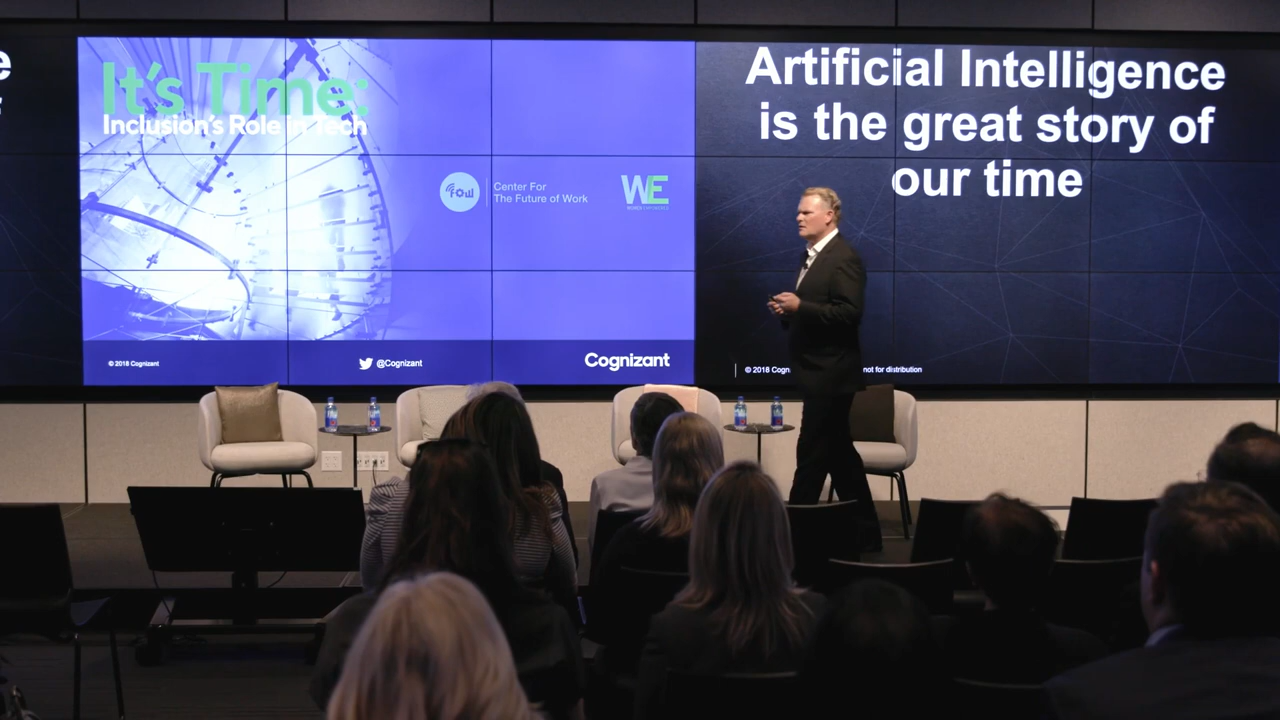 It's Time:
Inclusion's Role in Tech
FOW
Center For
The Future of Work
WE
© 2018 Cognizant
@Cognizant
Cognizant
Artificial Intelligence
is the great story of
our time
© 2018 not for distribution